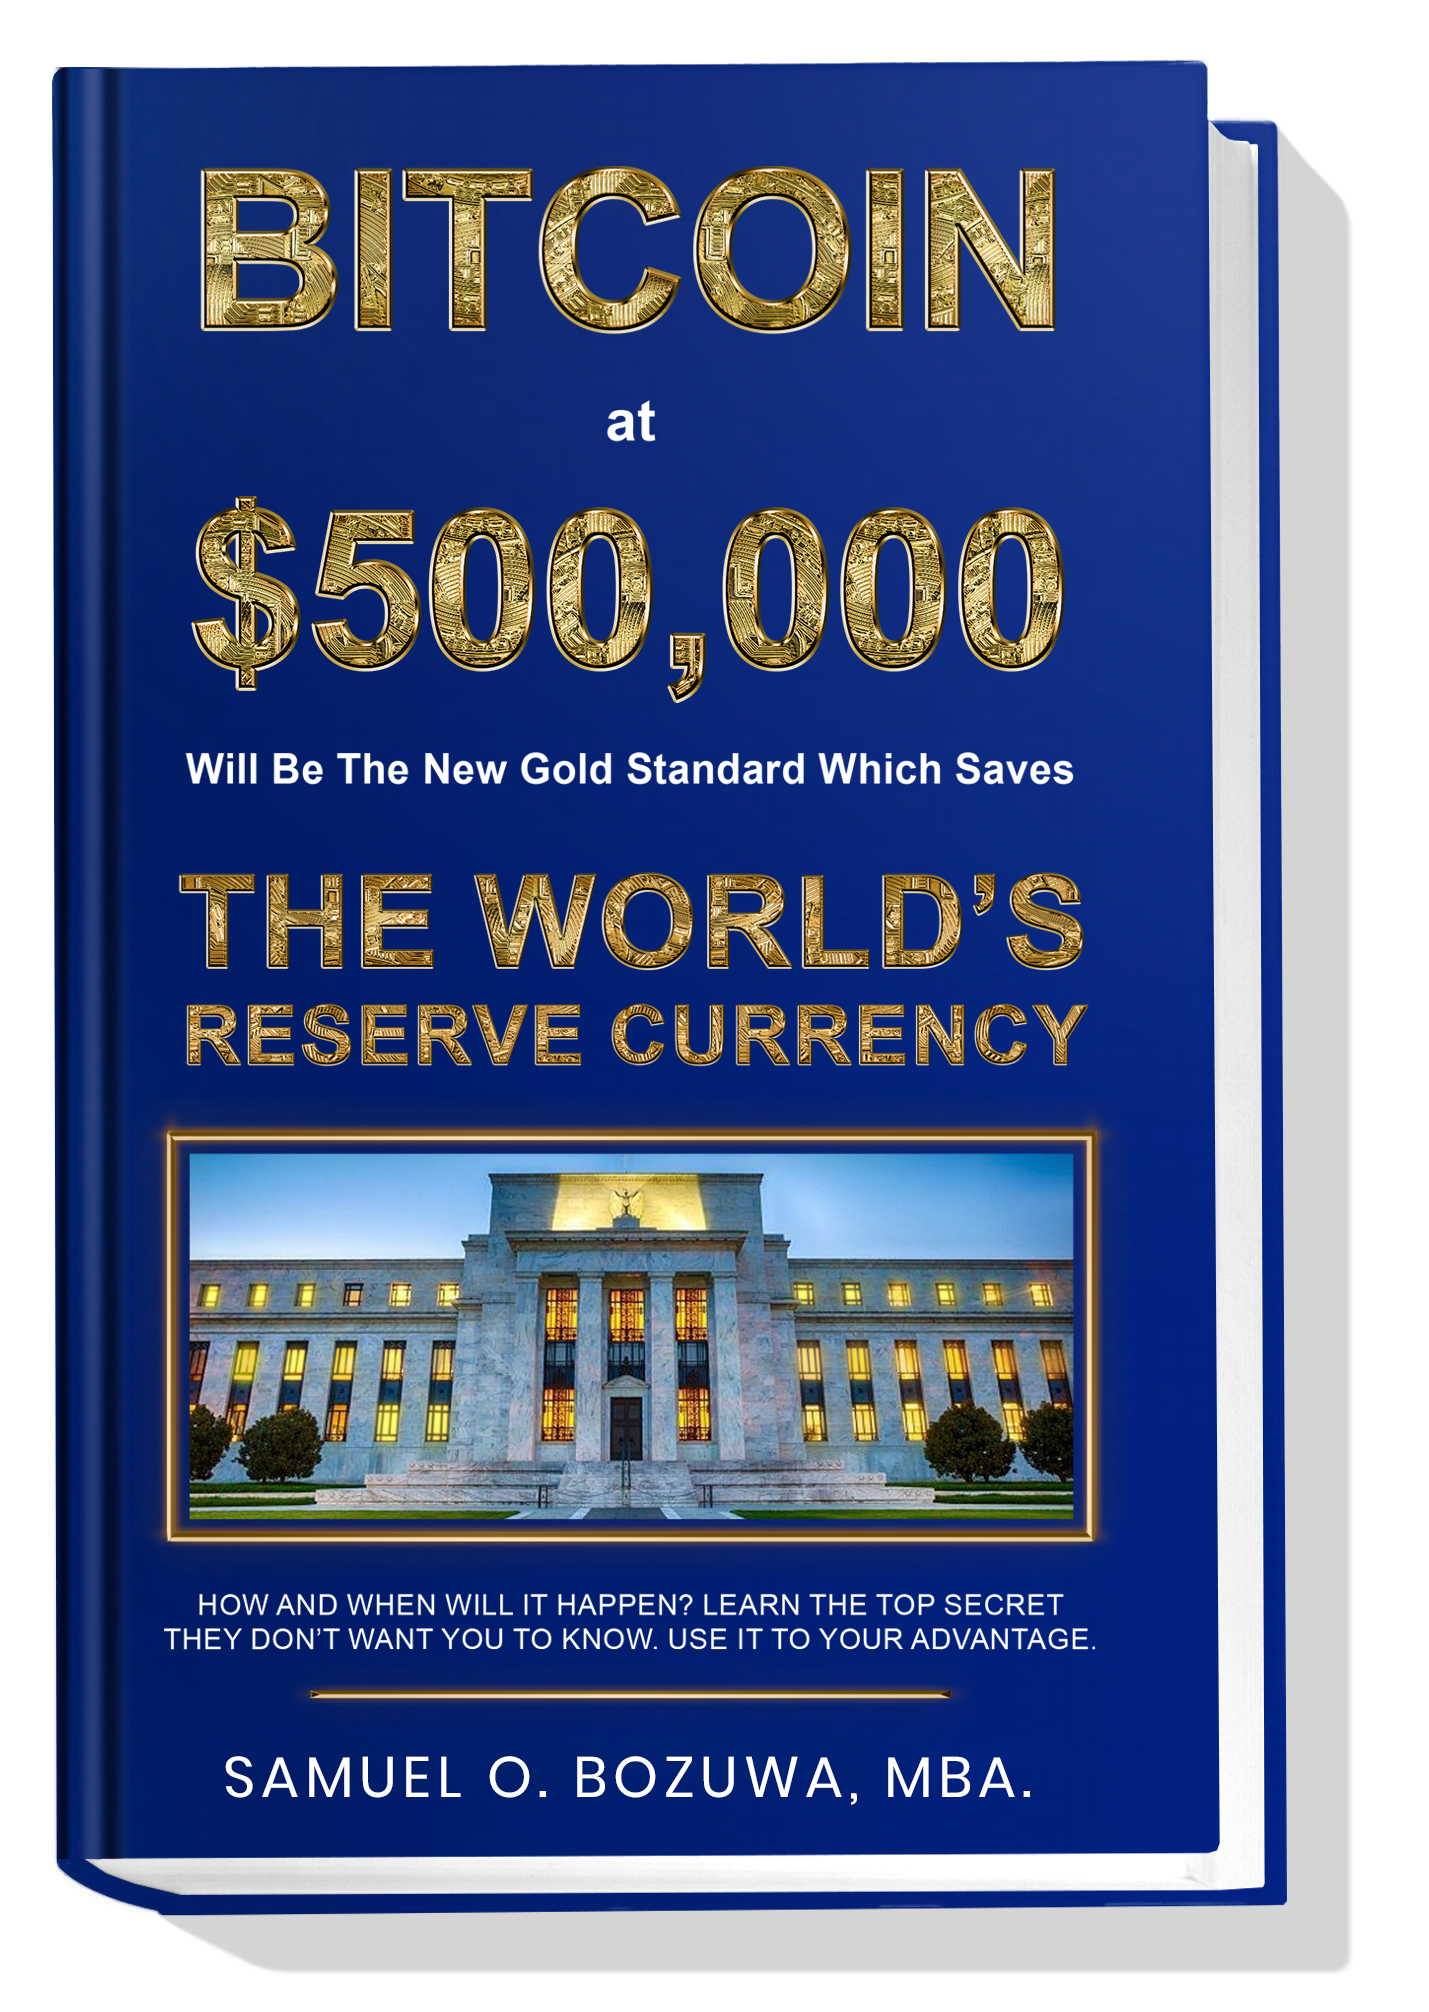 BITCOIN
at
$500,000
Will Be The New Gold Standard Which Saves
THE WORLD’S
RESERVE CURRENCY
HOW AND WHEN WILL IT HAPPEN? LEARN THE TOP SECRET
THEY DON’T WANT YOU TO KNOW. USE IT TO YOUR ADVANTAGE.
SAMUEL O. BOZUWA, MBA.